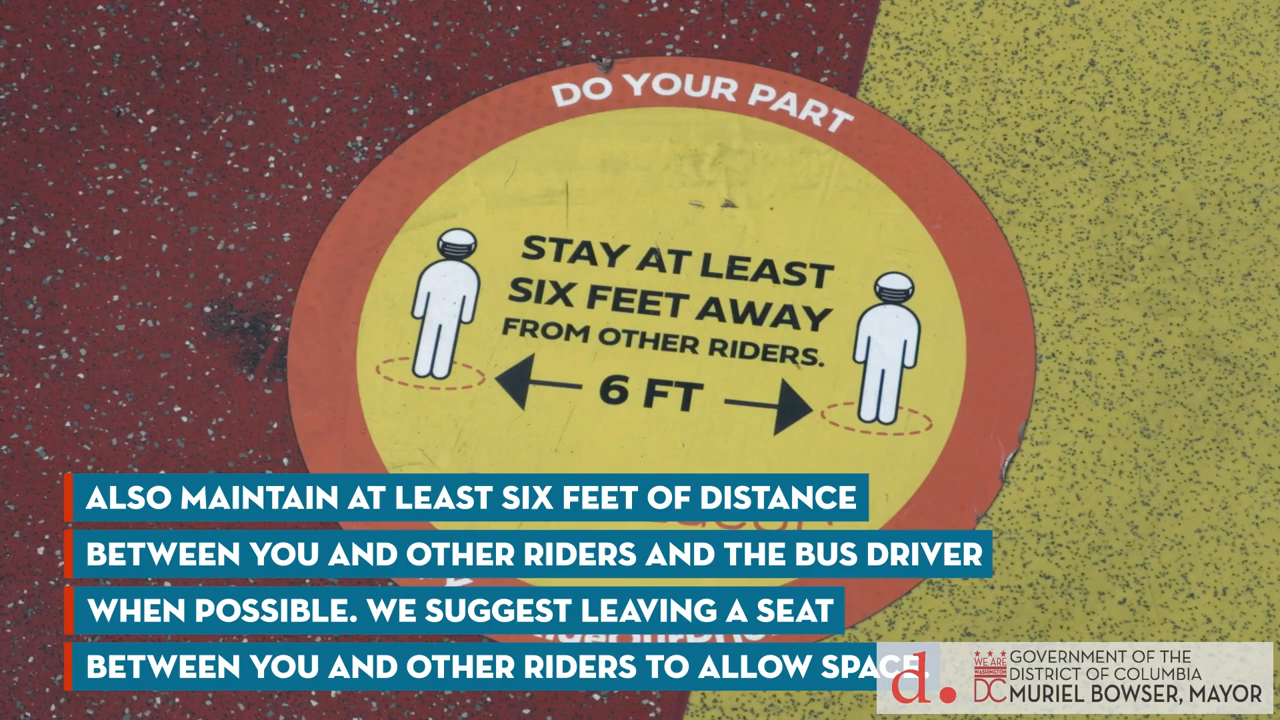 DO YOUR PART
STAY AT LEAST
SIX FEET AWAY
FROM OTHER RIDERS.
6 FT
ALSO MAINTAIN AT LEAST SIX FEET OF DISTANCE
BETWEEN YOU AND OTHER RIDERS AND THE BUS DRIVER
WHEN POSSIBLE. WE SUGGEST LEAVING A SEAT
BETWEEN YOU AND OTHER RIDERS TO ALLOW SPACE.
d.
WE ARE
WASHINGTON
DC
GOVERNMENT OF THE
DISTRICT OF COLUMBIA
MURIEL BOWSER, MAYOR